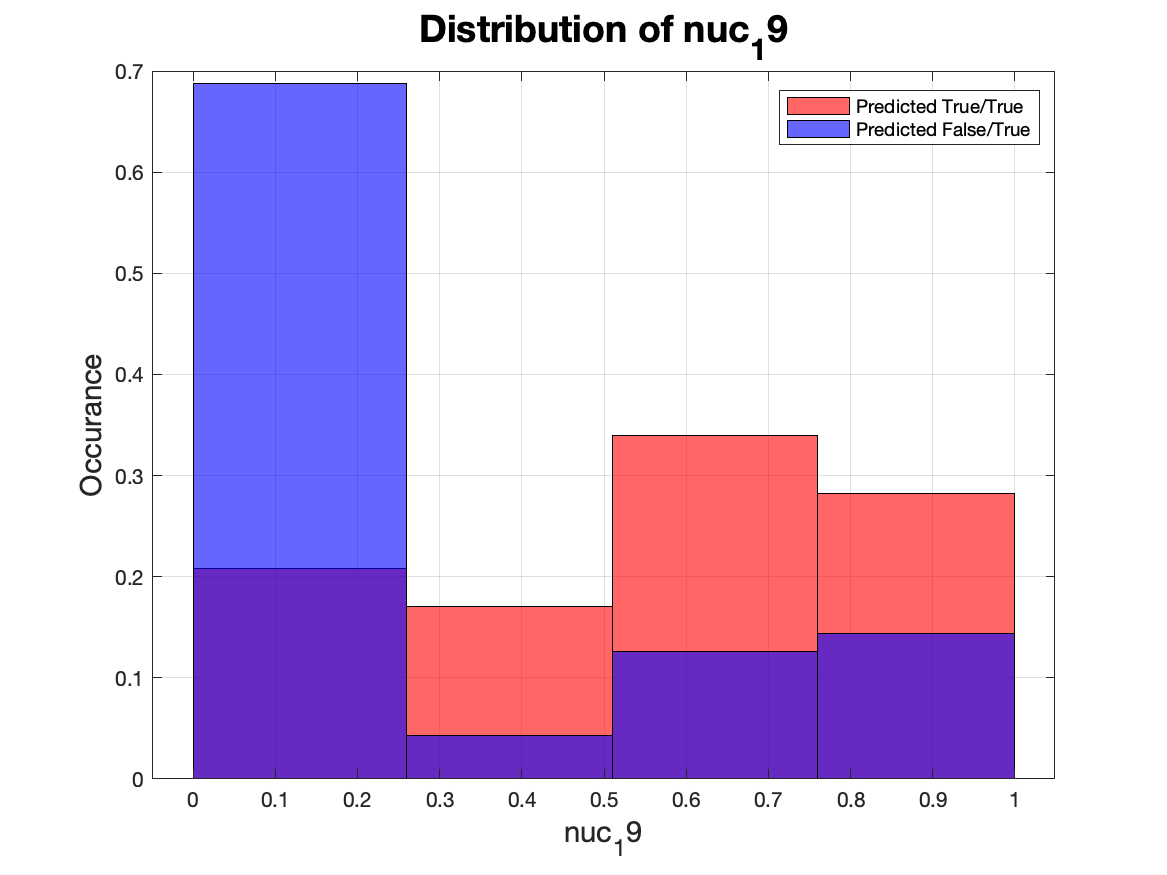 Distribution of nuc₁9
Predicted True/True
Predicted False/True
Occurance
0.7
0.6
0.5
0.4
0.3
0.2
0.1
0
0 0.1 0.2 0.3 0.4 0.5 0.6 0.7 0.8 0.9 1
nuc₁9